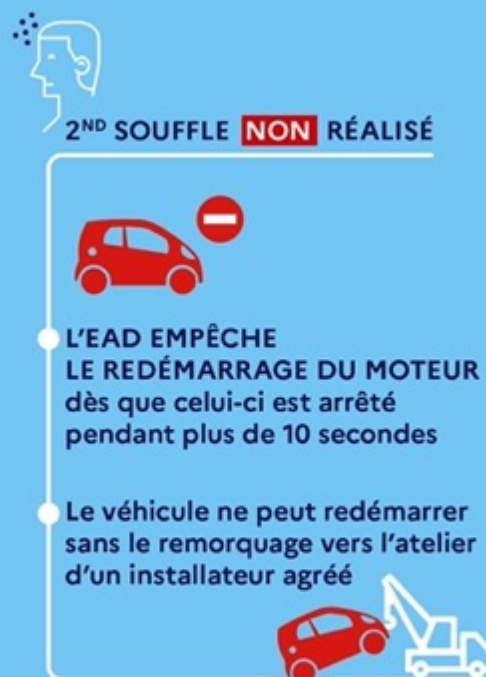 2ND SOUFFLE NON RÉALISÉ
L'EAD EMPÊCHE
LE REDÉMARRAGE DU MOTEUR
dès que celui-ci est arrêté
pendant plus de 10 secondes
Le véhicule ne peut redémarrer
sans le remorquage vers l'atelier
d'un installateur agréé